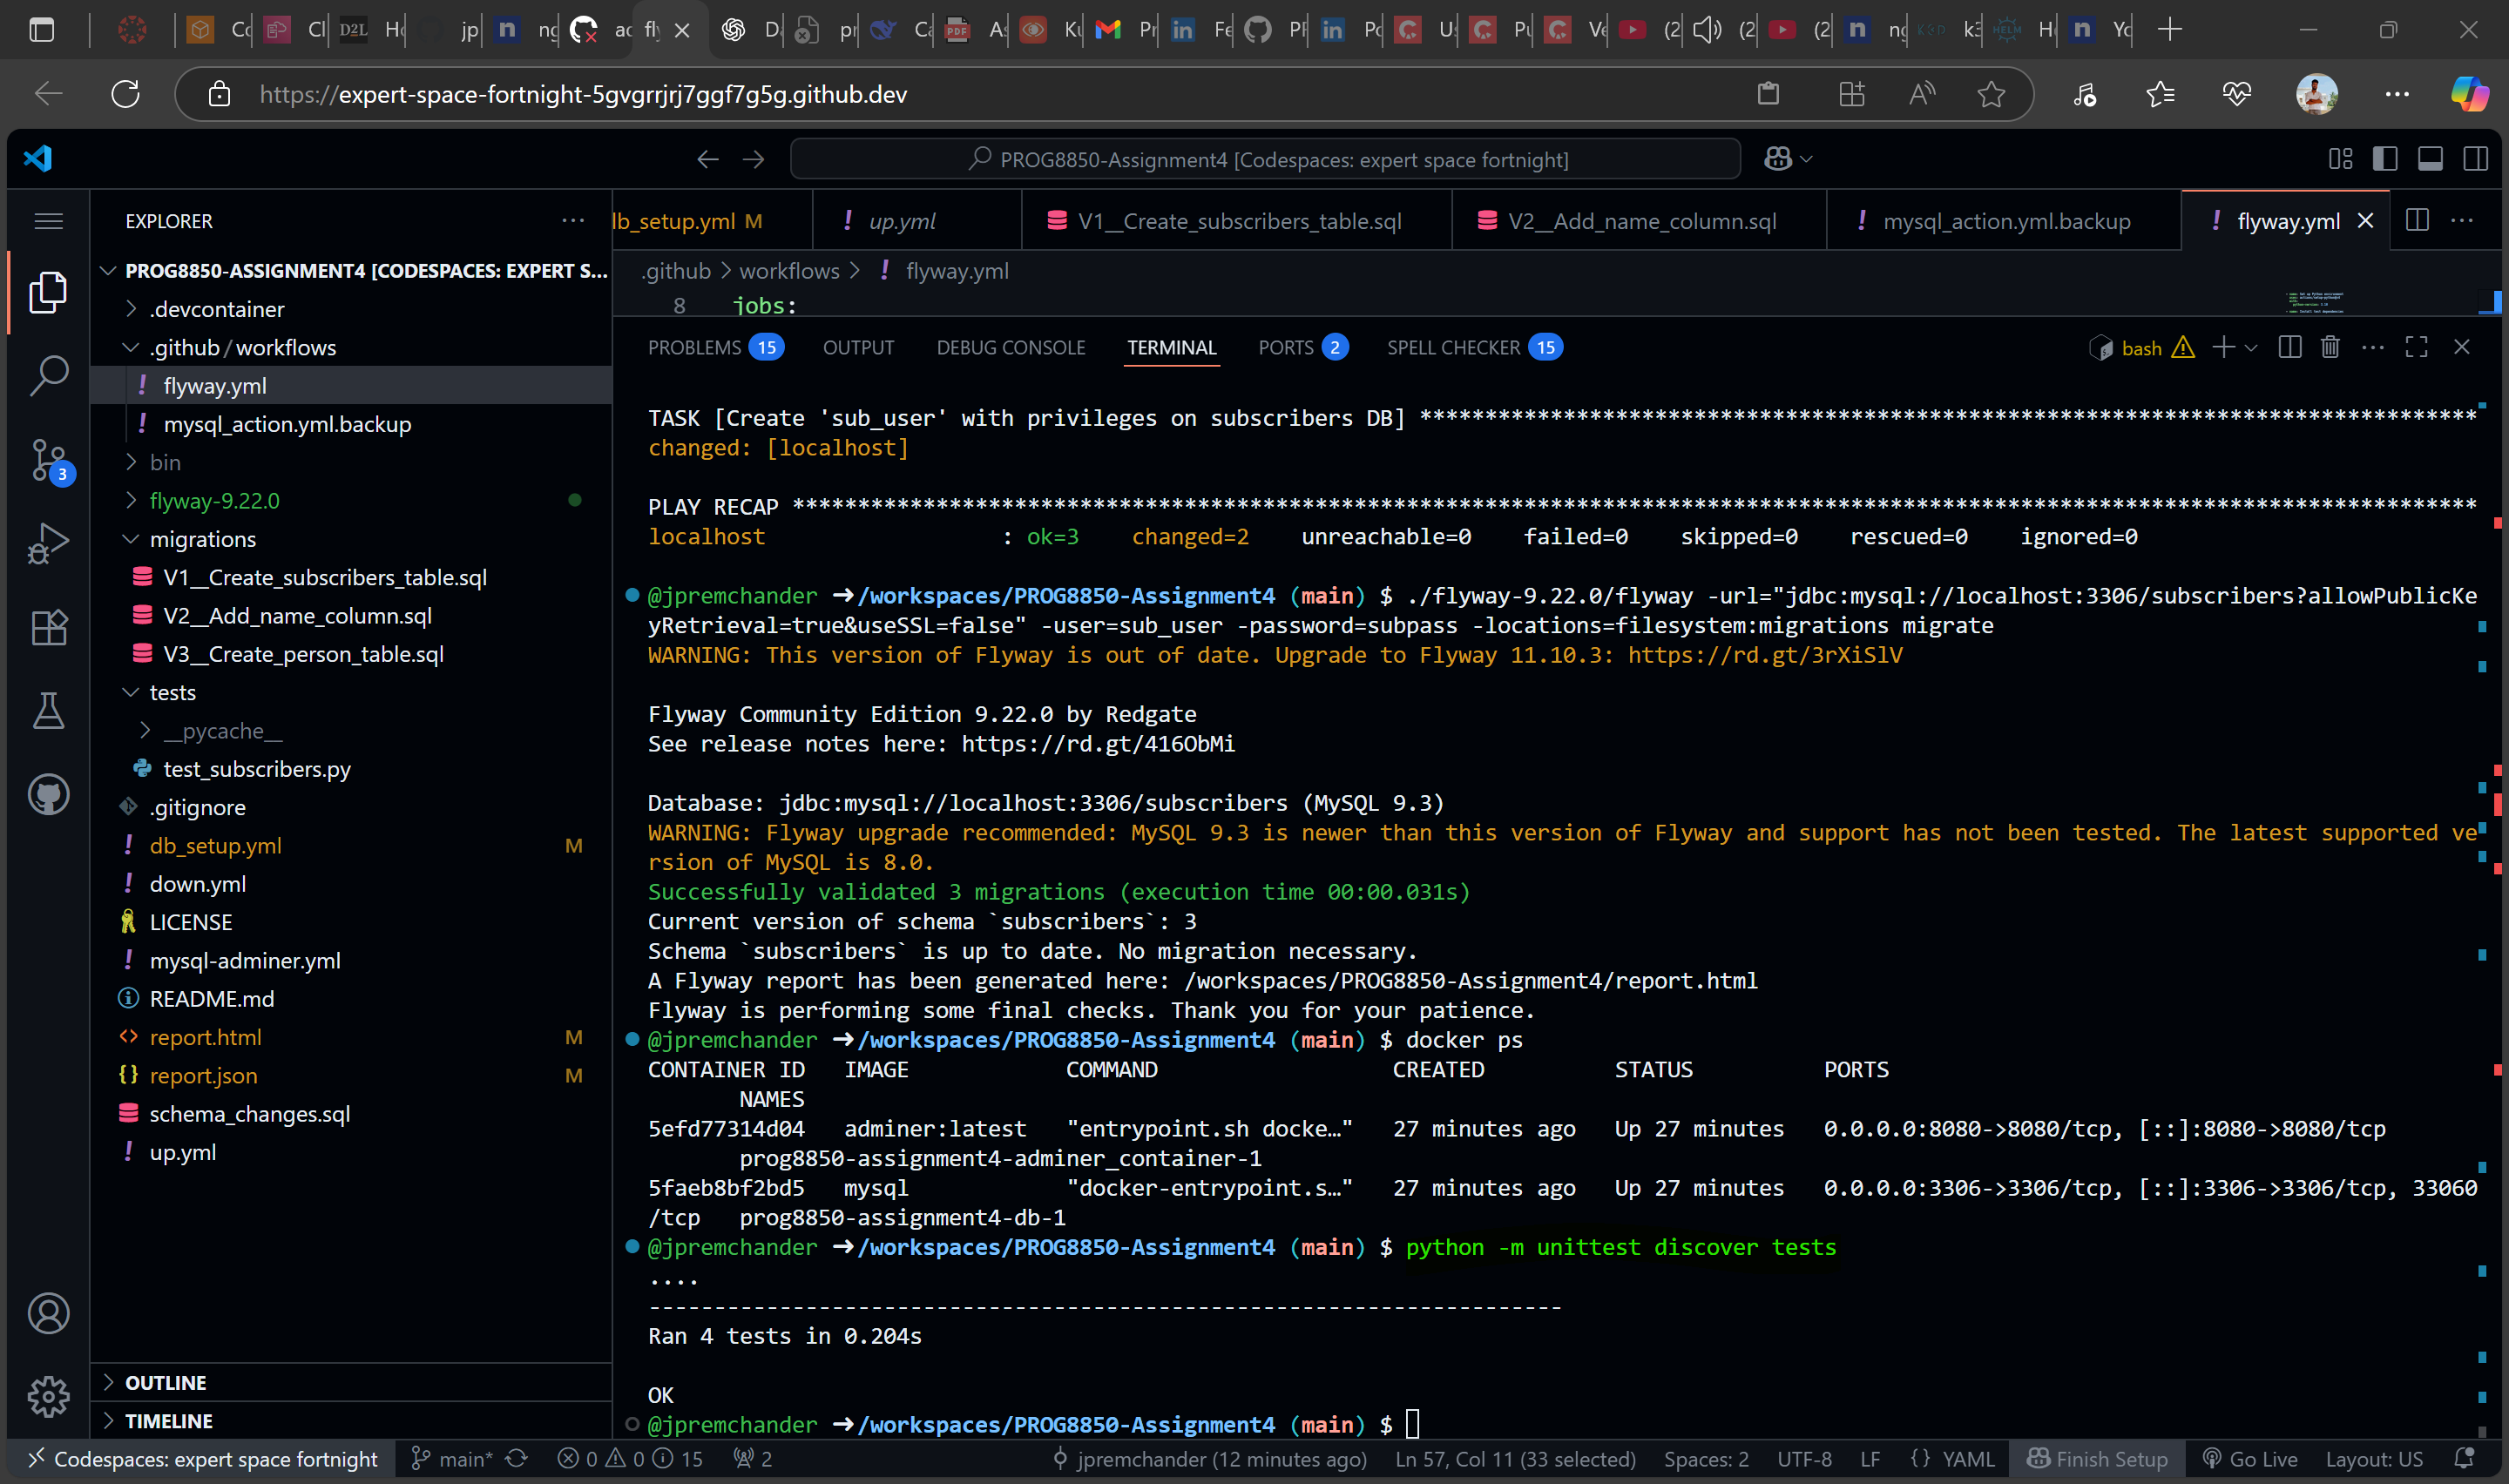 https://expert-space-fortnight-5gvgrrjrj7ggf7g5g.github.dev
PROG8850-Assignment4 [Codespaces: expert space fortnight]
EXPLORER
PROG8850-ASSIGNMENT4 [CODESPACES: EXPERT S...
.devcontainer
.github/workflows
flyway.yml
mysql_action.yml.backup
3
bin
flyway-9.22.0
migrations
V1__Create_subscribers_table.sql
V2__Add_name_column.sql
V3__Create_person_table.sql
tests
__pycache__
test_subscribers.py
.gitignore
db_setup.yml M
down.yml
LICENSE
mysql-adminer.yml
README.md
report.html M
report.json M
schema_changes.sql
up.yml
OUTLINE
TIMELINE
lb_setup.yml M up.yml V1__Create_subscribers_table.sql V2__Add_name_column.sql mysql_action.yml.backup flyway.yml
.github > workflows > flyway.yml
8 jobs:
PROBLEMS 15 OUTPUT DEBUG CONSOLE TERMINAL PORTS 2 SPELL CHECKER 15 bash
TASK [Create 'sub_user' with privileges on subscribers DB] *********************************************************************************
changed: [localhost]
PLAY RECAP *********************************************************************************************************************************
localhost : ok=3 changed=2 unreachable=0 failed=0 skipped=0 rescued=0 ignored=0
@jpremchander ➜/workspaces/PROG8850-Assignment4 (main) $ ./flyway-9.22.0/flyway -url="jdbc:mysql://localhost:3306/subscribers?allowPublicKe
yRetrieval=true&useSSL=false" -user=sub_user -password=subpass -locations=filesystem:migrations migrate
WARNING: This version of Flyway is out of date. Upgrade to Flyway 11.10.3: https://rd.gt/3rXiSlV
Flyway Community Edition 9.22.0 by Redgate
See release notes here: https://rd.gt/416ObMi
Database: jdbc:mysql://localhost:3306/subscribers (MySQL 9.3)
WARNING: Flyway upgrade recommended: MySQL 9.3 is newer than this version of Flyway and support has not been tested. The latest supported ve
rsion of MySQL is 8.0.
Successfully validated 3 migrations (execution time 00:00.031s)
Current version of schema `subscribers`: 3
Schema `subscribers` is up to date. No migration necessary.
A Flyway report has been generated here: /workspaces/PROG8850-Assignment4/report.html
Flyway is performing some final checks. Thank you for your patience.
@jpremchander ➜/workspaces/PROG8850-Assignment4 (main) $ docker ps
CONTAINER ID IMAGE COMMAND CREATED STATUS PORTS
NAMES
5efd77314d04 adminer:latest "entrypoint.sh docke…" 27 minutes ago Up 27 minutes 0.0.0.0:8080->8080/tcp, [::]:8080->8080/tcp
prog8850-assignment4-adminer_container-1
5faeb8bf2bd5 mysql "docker-entrypoint.s…" 27 minutes ago Up 27 minutes 0.0.0.0:3306->3306/tcp, [::]:3306->3306/tcp, 33060
/tcp prog8850-assignment4-db-1
@jpremchander ➜/workspaces/PROG8850-Assignment4 (main) $ python -m unittest discover tests
....
----------------------------------------------------------------------
Ran 4 tests in 0.204s
OK
@jpremchander ➜/workspaces/PROG8850-Assignment4 (main) $
Codespaces: expert space fortnight main* 0 0 15 2 jpremchander (12 minutes ago) Ln 57, Col 11 (33 selected) Spaces: 2 UTF-8 LF {} YAML Finish Setup Go Live Layout: US